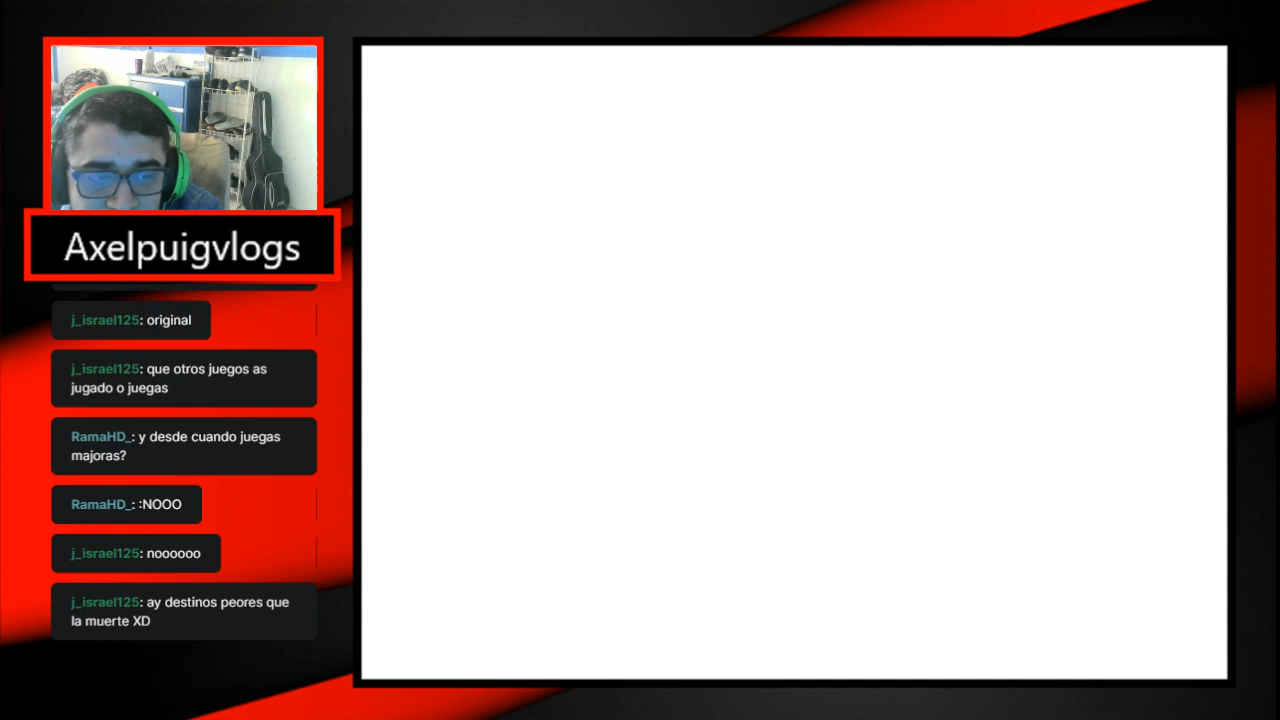 Axelpuigvlogs
j_israel125: original
j_israel125: que otros juegos as
jugado o juegas
RamaHD_: y desde cuando juegas
majoras?
RamaHD_: :NOOO
j_israel125: noooooo
j_israel125: ay destinos peores que
la muerte XD